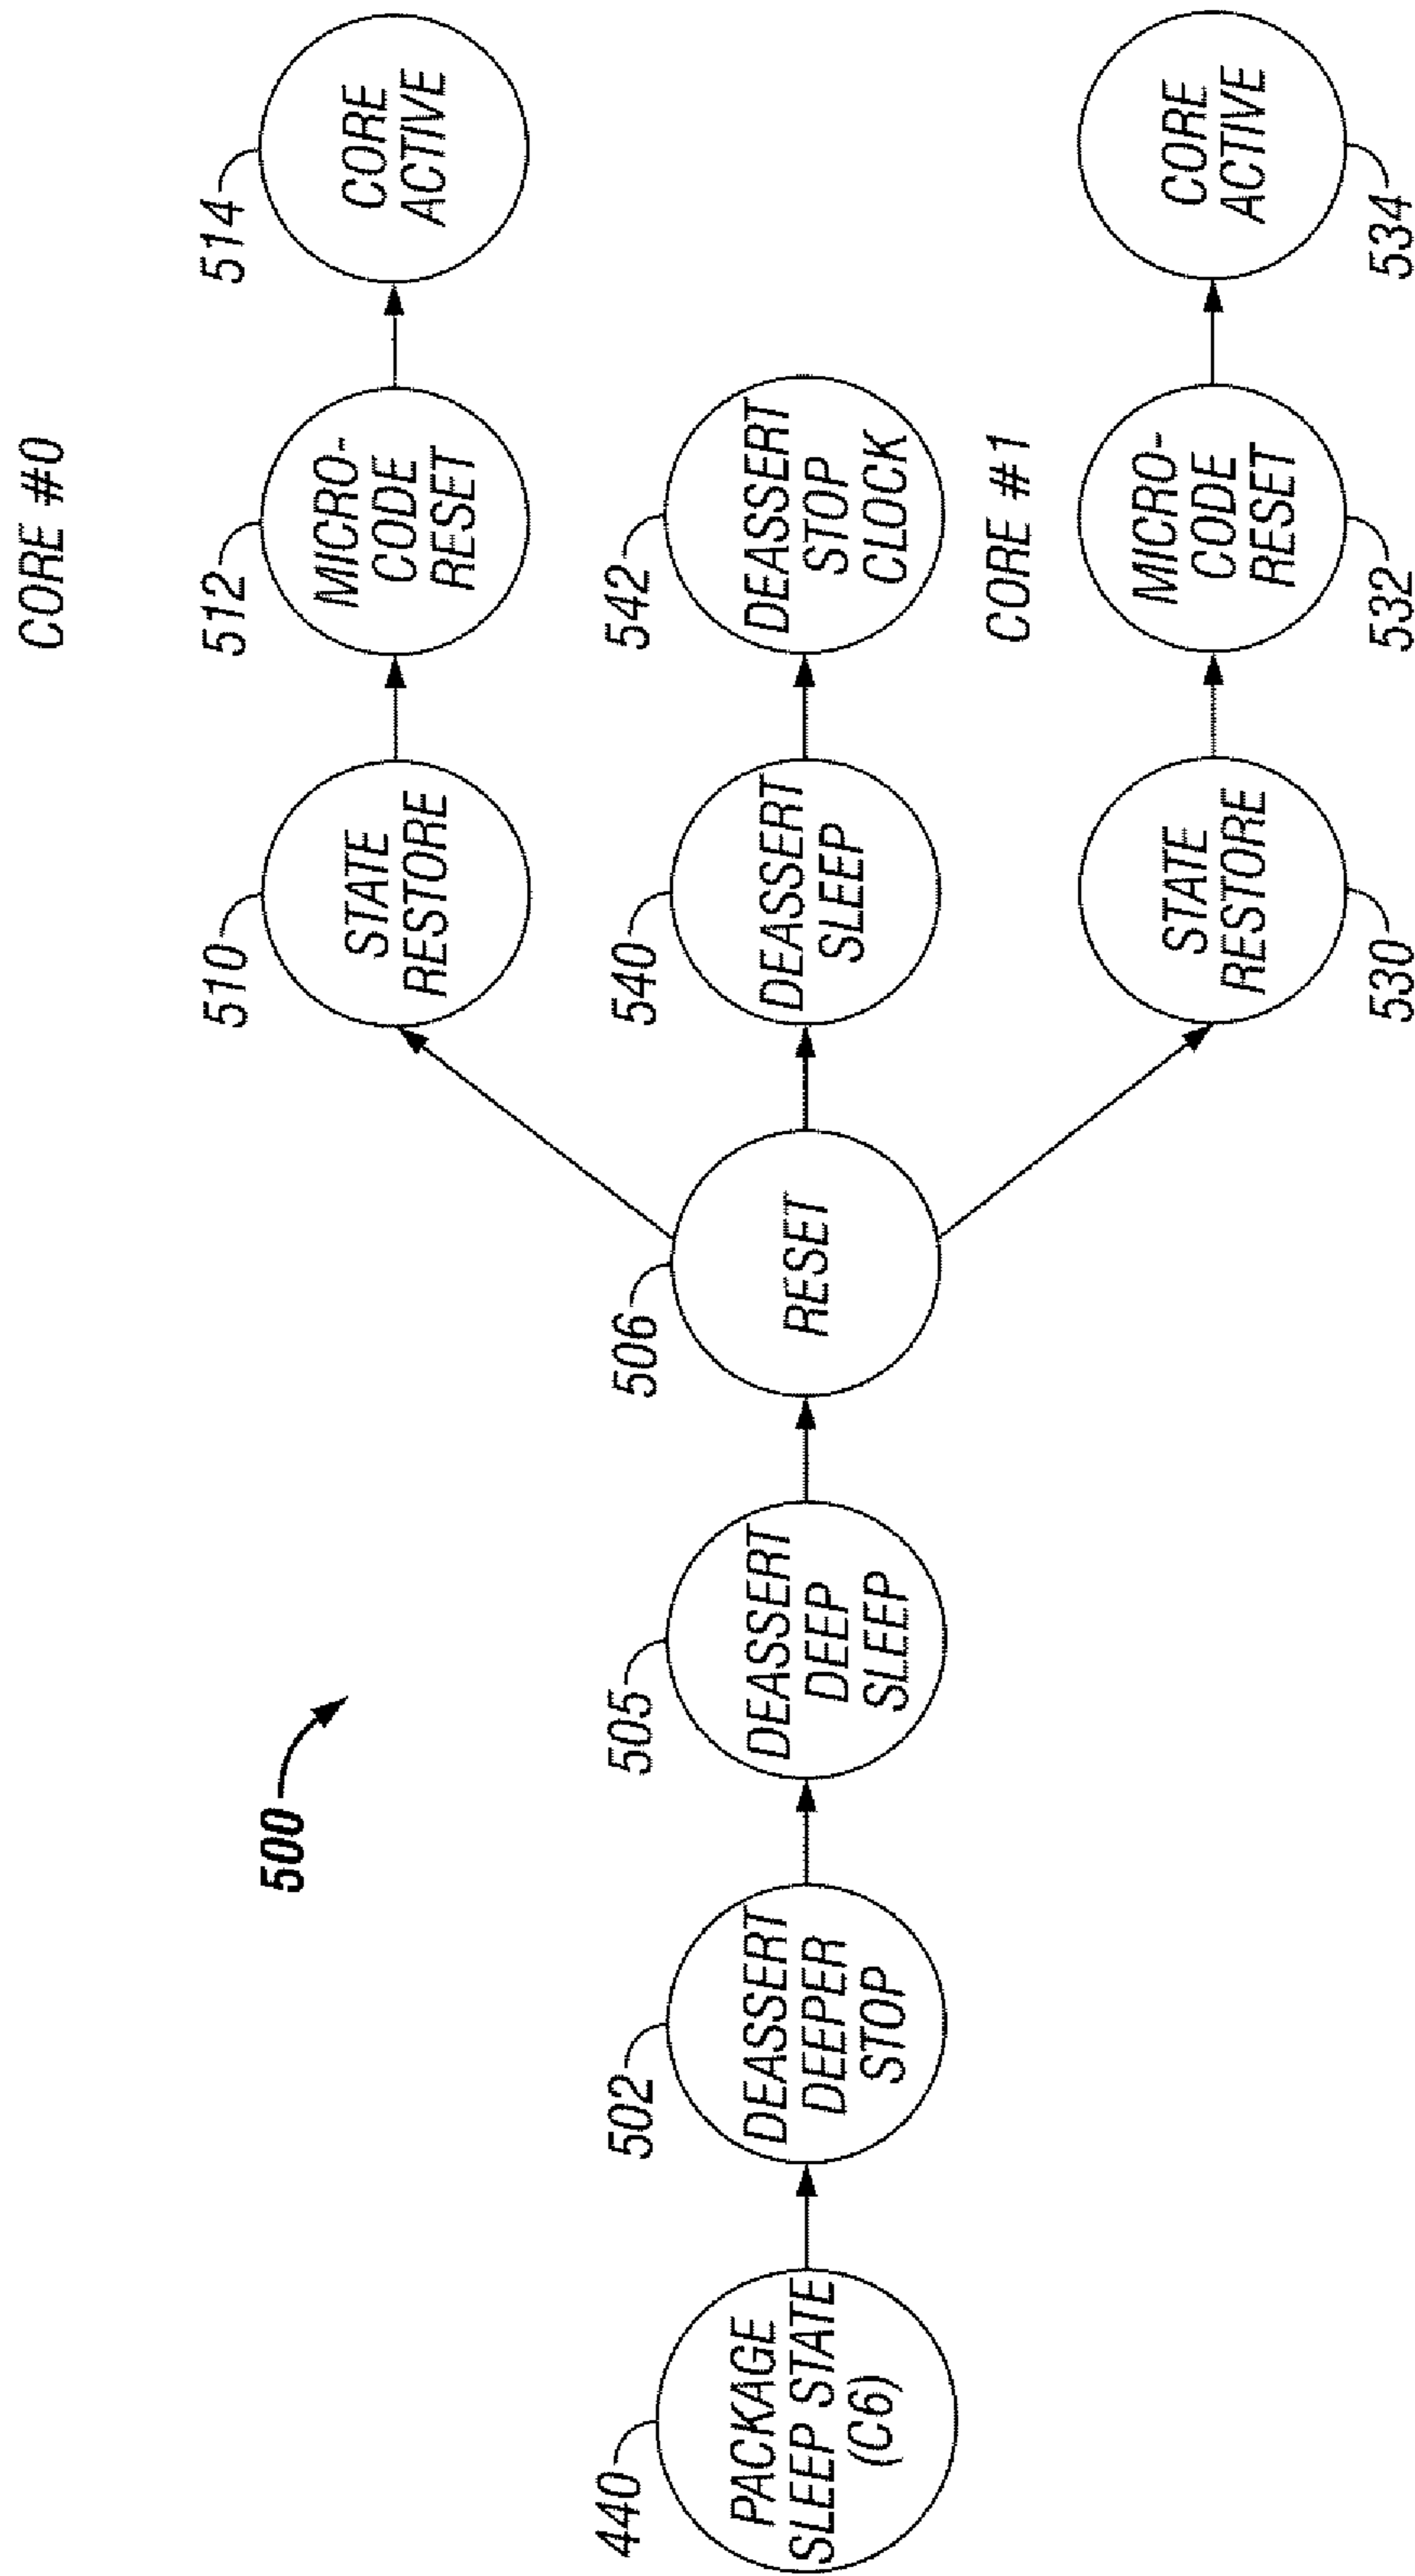 CORE #0
510
STATE
RESTORE
512
MICRO-
CODE
RESET
514
CORE
ACTIVE
500
440
PACKAGE
SLEEP STATE
(C6)
502
DEASSERT
DEEPER
STOP
505
DEASSERT
DEEP
SLEEP
506
RESET
540
DEASSERT
SLEEP
542
DEASSERT
STOP
CLOCK
CORE #1
STATE
RESTORE
530
MICRO-
CODE
RESET
532
CORE
ACTIVE
534